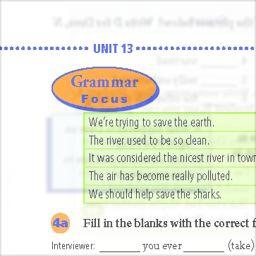 UNIT 13
Grammar
Focus
We're trying to save the earth.
The river used to be so clean.
It was considered the nicest river in town
The air has become really polluted.
We should help save the sharks.
4a Fill in the blanks with the correct f
Interviewer: ________ you ever ________ (take)